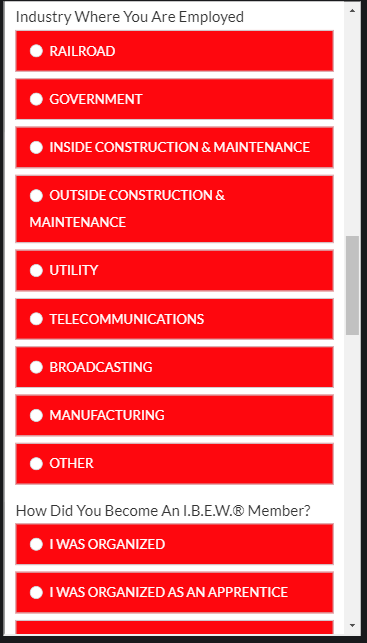 Industry Where You Are Employed
RAILROAD
GOVERNMENT
INSIDE CONSTRUCTION & MAINTENANCE
OUTSIDE CONSTRUCTION &
MAINTENANCE
UTILITY
TELECOMMUNICATIONS
BROADCASTING
MANUFACTURING
OTHER
How Did You Become An I.B.E.W.® Member?
I WAS ORGANIZED
I WAS ORGANIZED AS AN APPRENTICE